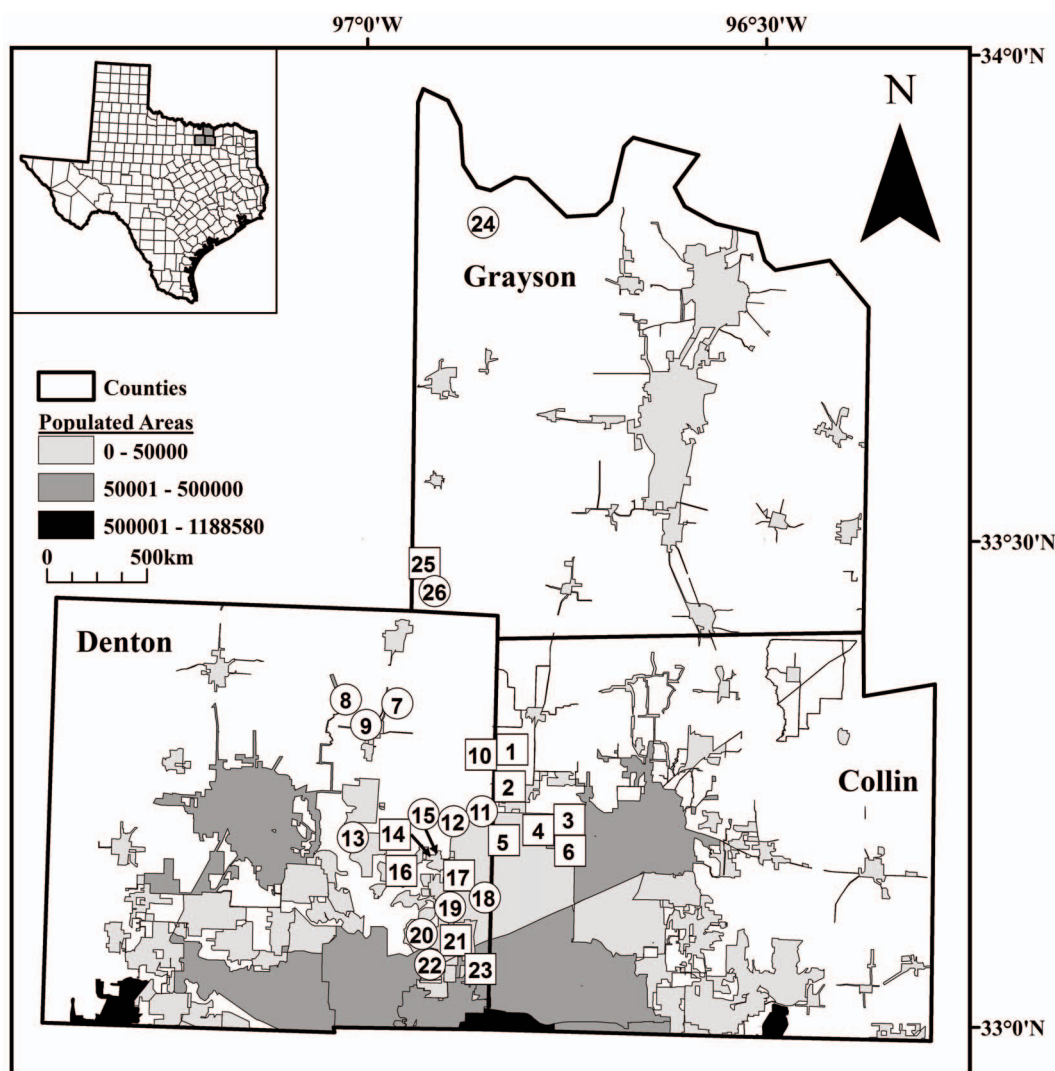 97°0'W 96°30'W
34°0'N
N
24
Grayson
Counties
Populated Areas
0 - 50000
50001 - 500000
500001 - 1188580
0 500km
33°30'N
25
26
Denton
8 7
9
10 1
Collin
2
15 12 11
14 13
3
4
5
6
16 17
18
19
20 21
22 23
33°0'N